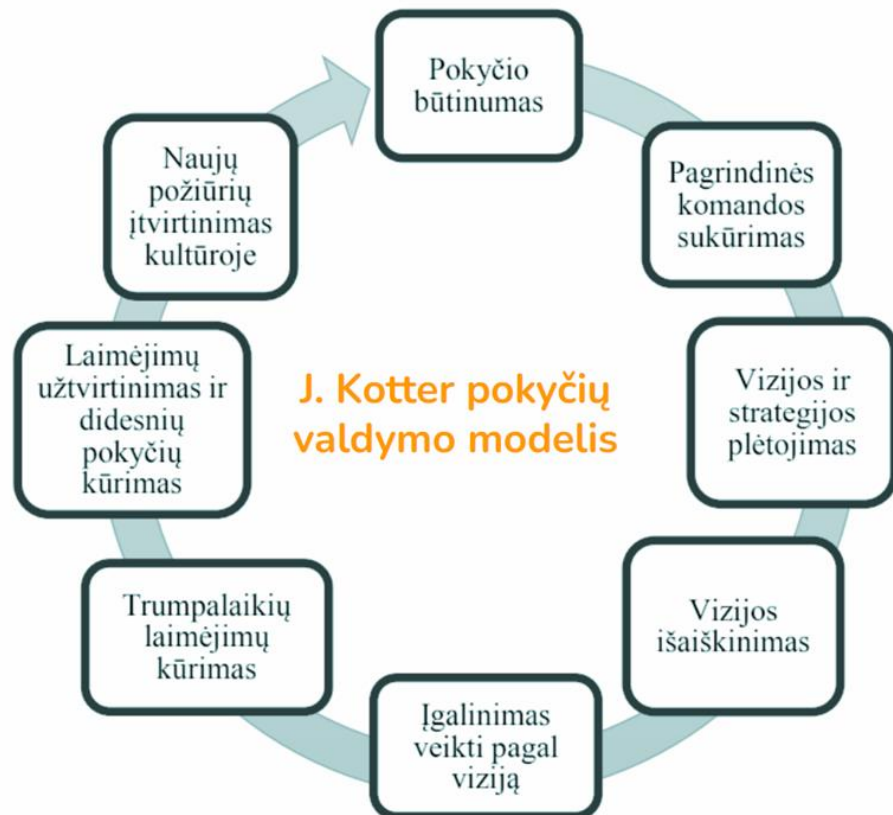 Pokyčio
būtinumas
Pagrindinės
komandos
sukūrimas
Vizijos ir
strategijos
plėtojimas
Vizijos
išaiškinimas
Įgalinimas
veikti pagal
viziją
Trumpalaikių
laimėjimų
kūrimas
Laimėjimų
užtvirtinimas ir
didesnių
pokyčių
kūrimas
Naujų
požiūrių
įtvirtinimas
kultūroje
J. Kotter pokyčių
valdymo modelis